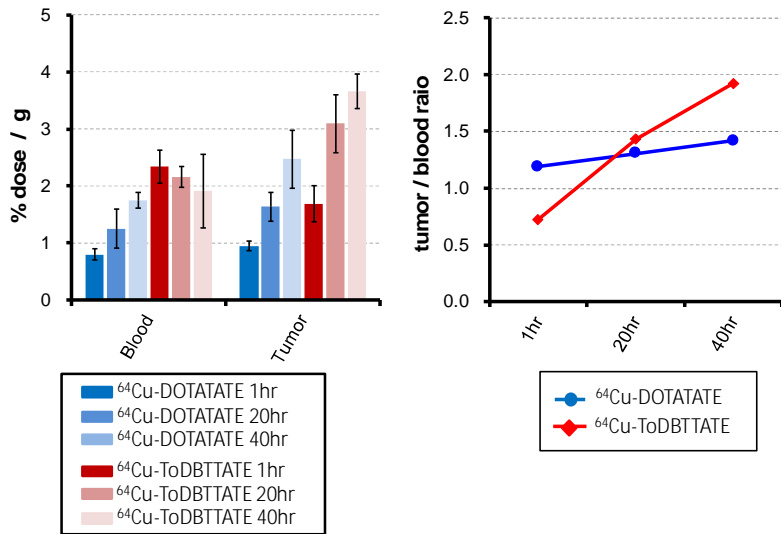 % dose / g
5
4
3
2
1
0
Blood
Tumor
⁶⁴Cu-DOTATATE 1hr
⁶⁴Cu-DOTATATE 20hr
⁶⁴Cu-DOTATATE 40hr
⁶⁴Cu-ToDBTTATE 1hr
⁶⁴Cu-ToDBTTATE 20hr
⁶⁴Cu-ToDBTTATE 40hr
tumor / blood raio
2.5
2.0
1.5
1.0
0.5
0.0
1hr
20hr
40hr
⁶⁴Cu-DOTATATE
⁶⁴Cu-ToDBTTATE